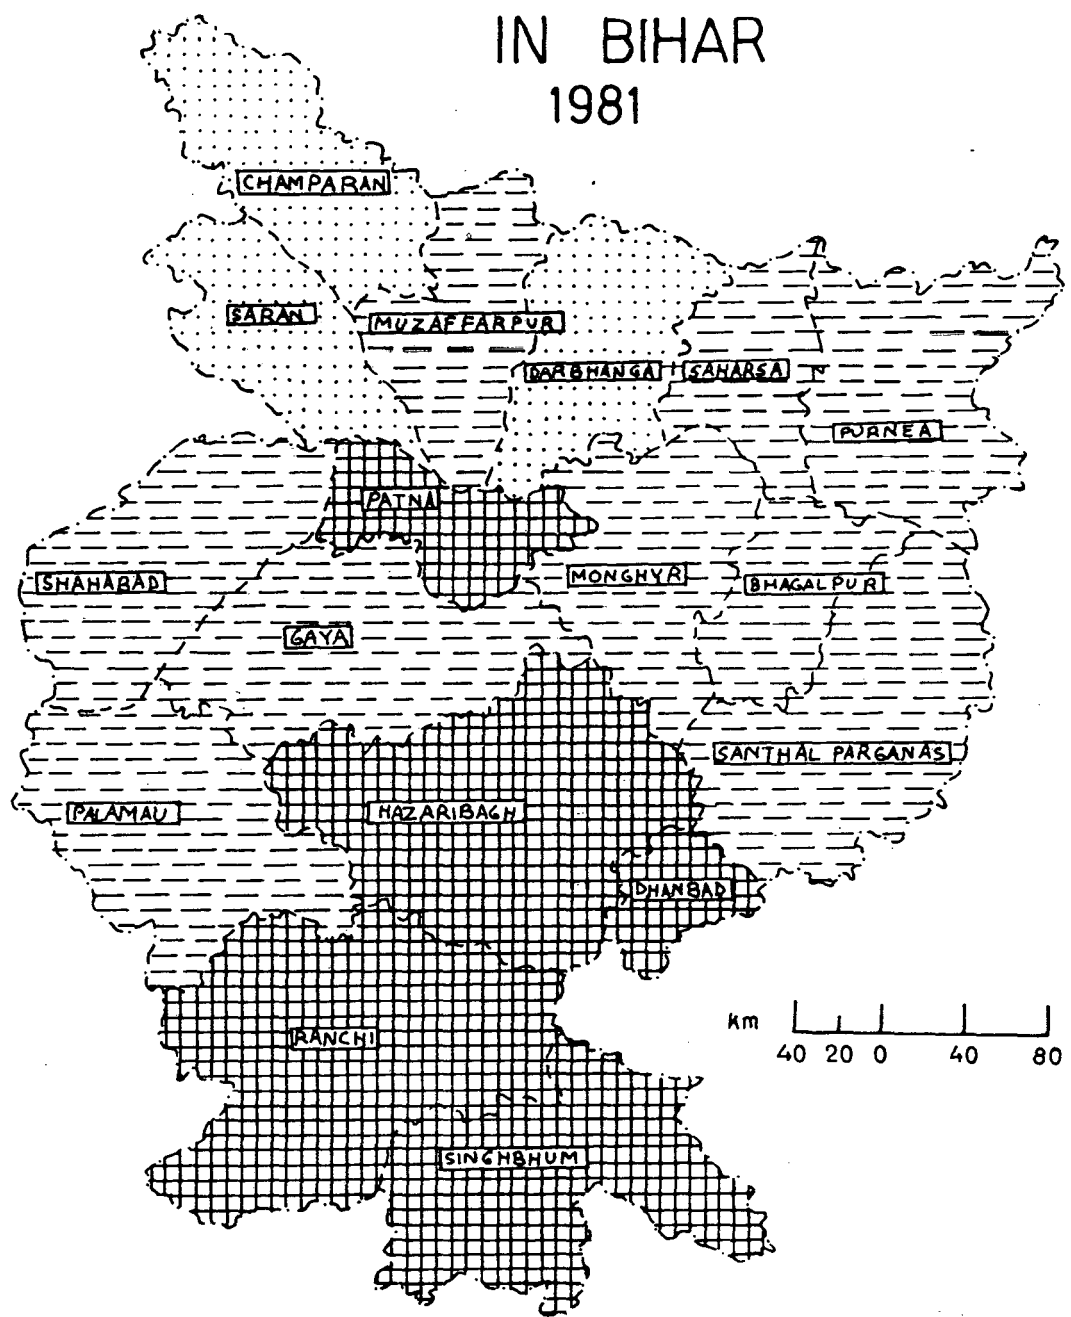 IN BIHAR
1981
CHAMPARAN
SARAN
MUZAFFARPUR
DARBHANGA
SAHARSA
PURNEA
PATNA
SHAHABAD
MONGHYR
BHAGALPUR
GAYA
SANTHAL PARGANAS
PALAMAU
HAZARIBAGH
DHANBAD
RANCHI
km
40 20 0 40 80
SINGHBHUM